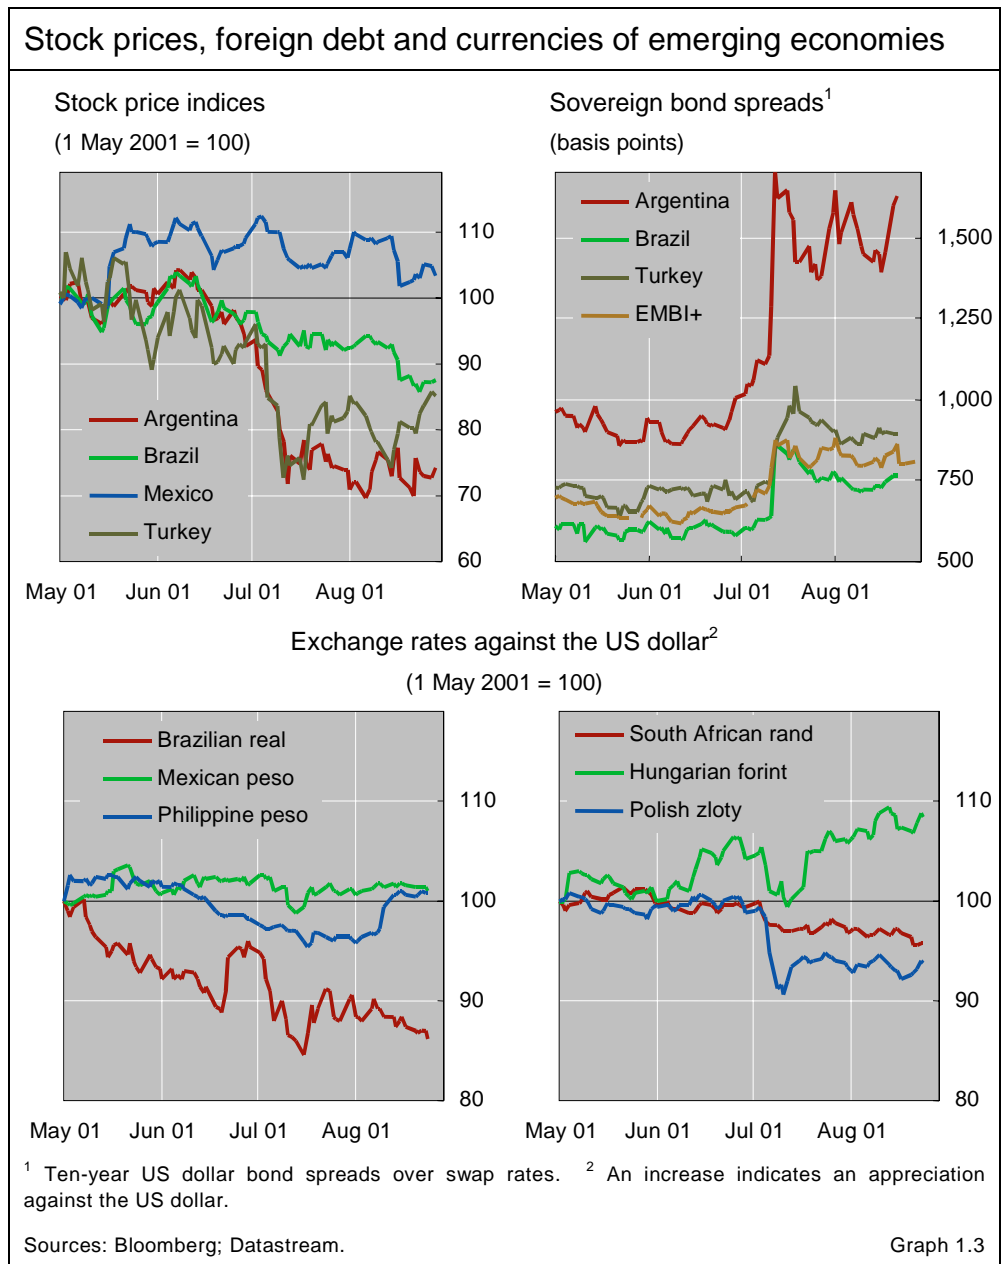 Stock prices, foreign debt and currencies of emerging economies
Stock price indices
(1 May 2001 = 100)
110
100
90
80
70
60
Argentina
Brazil
Mexico
Turkey
May 01 Jun 01 Jul 01 Aug 01
Sovereign bond spreads¹
(basis points)
Argentina
Brazil
Turkey
EMBI+
1,500
1,250
1,000
750
500
May 01 Jun 01 Jul 01 Aug 01
Exchange rates against the US dollar²
(1 May 2001 = 100)
Brazilian real
Mexican peso
Philippine peso
110
100
90
80
May 01 Jun 01 Jul 01 Aug 01
South African rand
Hungarian forint
Polish zloty
110
100
90
80
May 01 Jun 01 Jul 01 Aug 01
¹ Ten-year US dollar bond spreads over swap rates. ² An increase indicates an appreciation
against the US dollar.
Sources: Bloomberg; Datastream. Graph 1.3